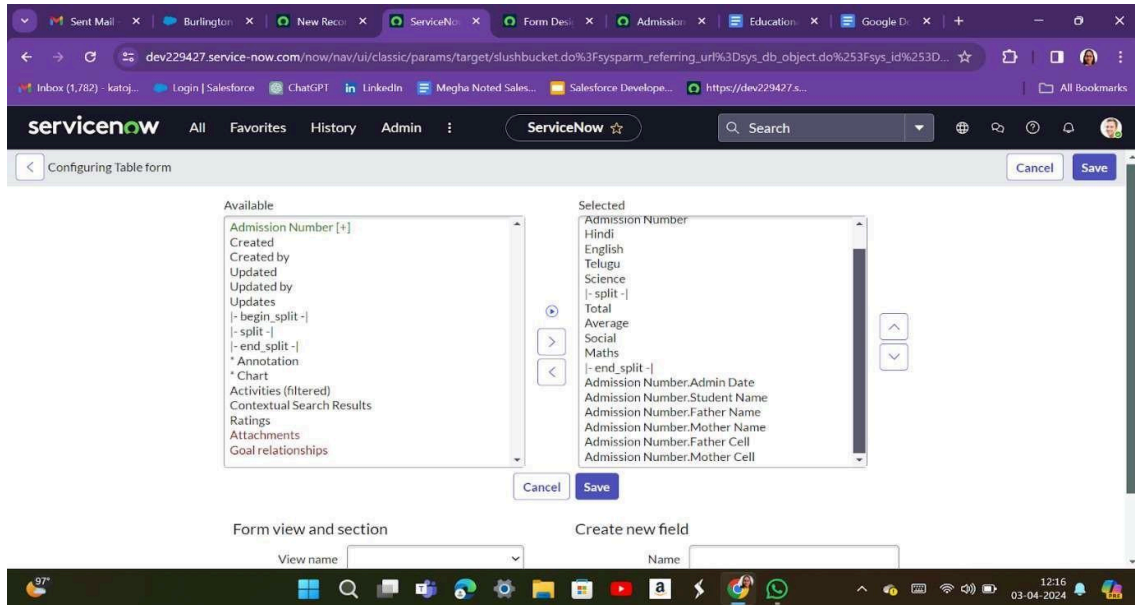 Sent Mail
Burlington
New Recor
ServiceNo
Form Desi
Admission
Education
Google Do
dev229427.service-now.com/now/nav/ui/classic/params/target/slushbucket.do%3Fsysparm_referring_url%3Dsys_db_object.do%253Fsys_id%253D...
Inbox (1,782) - katoj...
Login | Salesforce
ChatGPT
LinkedIn
Megha Noted Sales...
Salesforce Develope...
https://dev229427.s...
All Bookmarks
servicenow
All
Favorites
History
Admin
ServiceNow
Search
Configuring Table form
Cancel
Save
Available
Admission Number [+]
Created
Created by
Updated
Updated by
Updates
|- begin_split -|
|- split -|
|- end_split -|
* Annotation
* Chart
Activities (filtered)
Contextual Search Results
Ratings
Attachments
Goal relationships
Selected
Admission Number
Hindi
English
Telugu
Science
|- split -|
Total
Average
Social
Maths
|- end_split -|
Admission Number.Admin Date
Admission Number.Student Name
Admission Number.Father Name
Admission Number.Mother Name
Admission Number.Father Cell
Admission Number.Mother Cell
Cancel
Save
Form view and section
View name
Create new field
Name
97°
12:16
03-04-2024